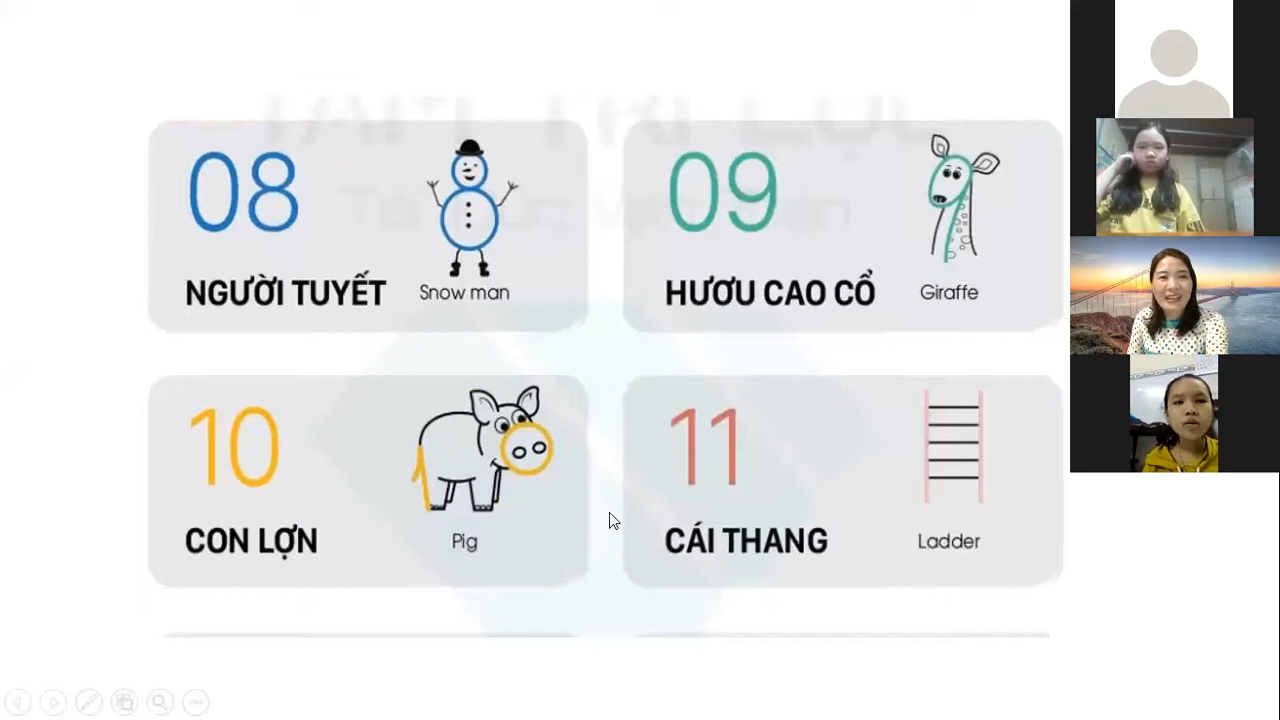 08
NGƯỜI TUYẾT
Snow man
09
HƯƠU CAO CỔ
Giraffe
10
CON LỢN
Pig
11
CÁI THANG
Ladder